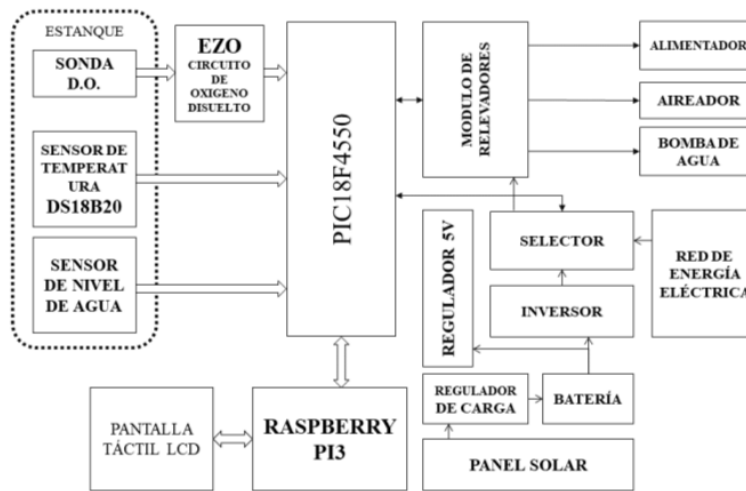 ESTANQUE
SONDA
D.O.
EZO
CIRCUITO
DE
OXIGENO
DISUELTO
SENSOR DE
TEMPERAT
URA
DS18B20
SENSOR
DE NIVEL
DE AGUA
PIC18F4550
MODULO DE
RELEVADORES
ALIMENTADOR
AIREADOR
BOMBA DE
AGUA
REGULADOR 5V
SELECTOR
INVERSOR
RED DE
ENERGÍA
ELÉCTRICA
REGULADOR
DE CARGA
BATERÍA
PANEL SOLAR
PANTALLA
TÁCTIL LCD
RASPBERRY
PI3